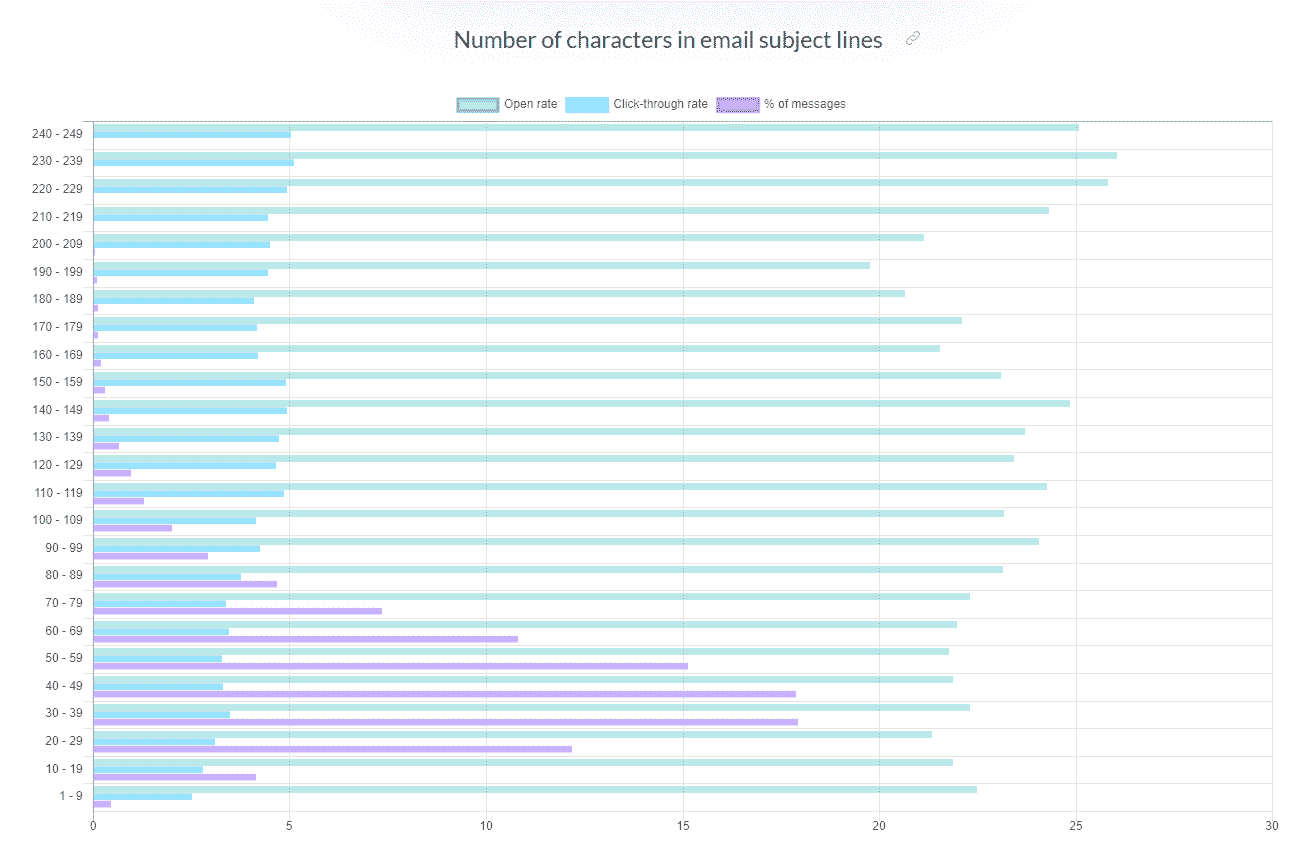 Number of characters in email subject lines
Open rate Click-through rate % of messages
240 - 249
230 - 239
220 - 229
210 - 219
200 - 209
190 - 199
180 - 189
170 - 179
160 - 169
150 - 159
140 - 149
130 - 139
120 - 129
110 - 119
100 - 109
90 - 99
80 - 89
70 - 79
60 - 69
50 - 59
40 - 49
30 - 39
20 - 29
10 - 19
1 - 9
0 5 10 15 20 25 30